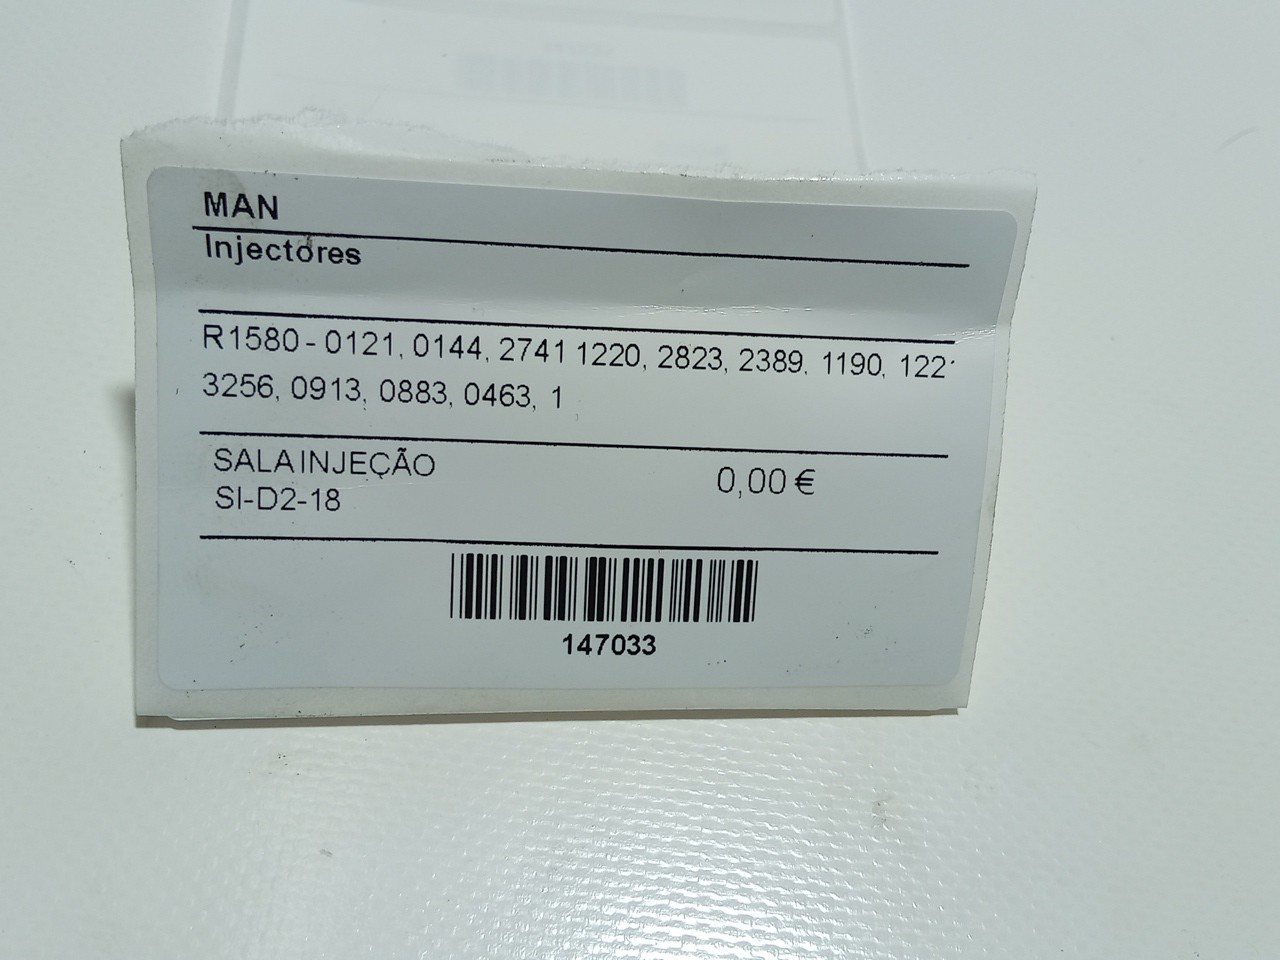 MAN
Injectores
R1580 - 0121, 0144, 2741 1220, 2823, 2389, 1190,
3256, 0913, 0883, 0463, 1
SALA INJEÇÃO
0,00 €
SI-D2-18
147033